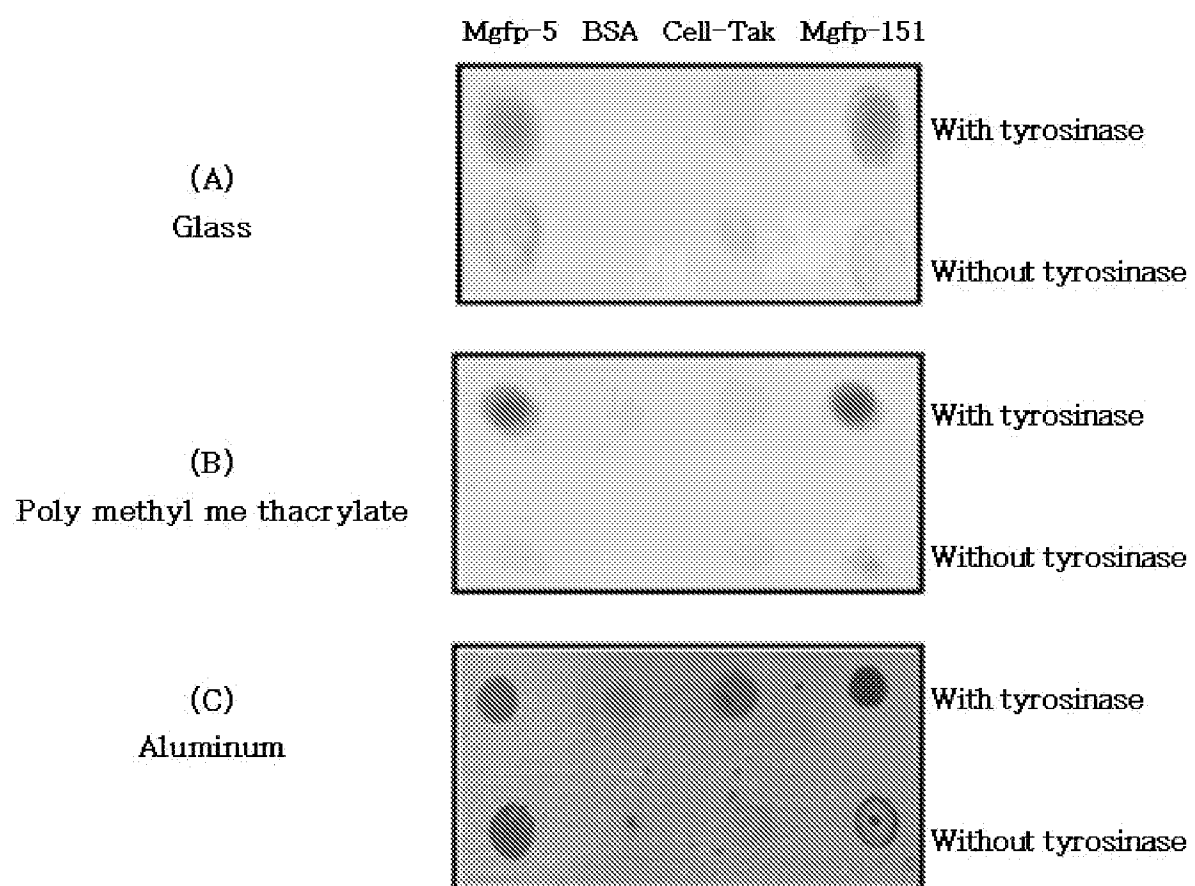 Mgfp-5 BSA Cell-Tak Mgfp-151
With tyrosinase
(A)
Glass
Without tyrosinase
With tyrosinase
(B)
Poly methyl me thacrylate
Without tyrosinase
(C)
With tyrosinase
Aluminum
Without tyrosinase